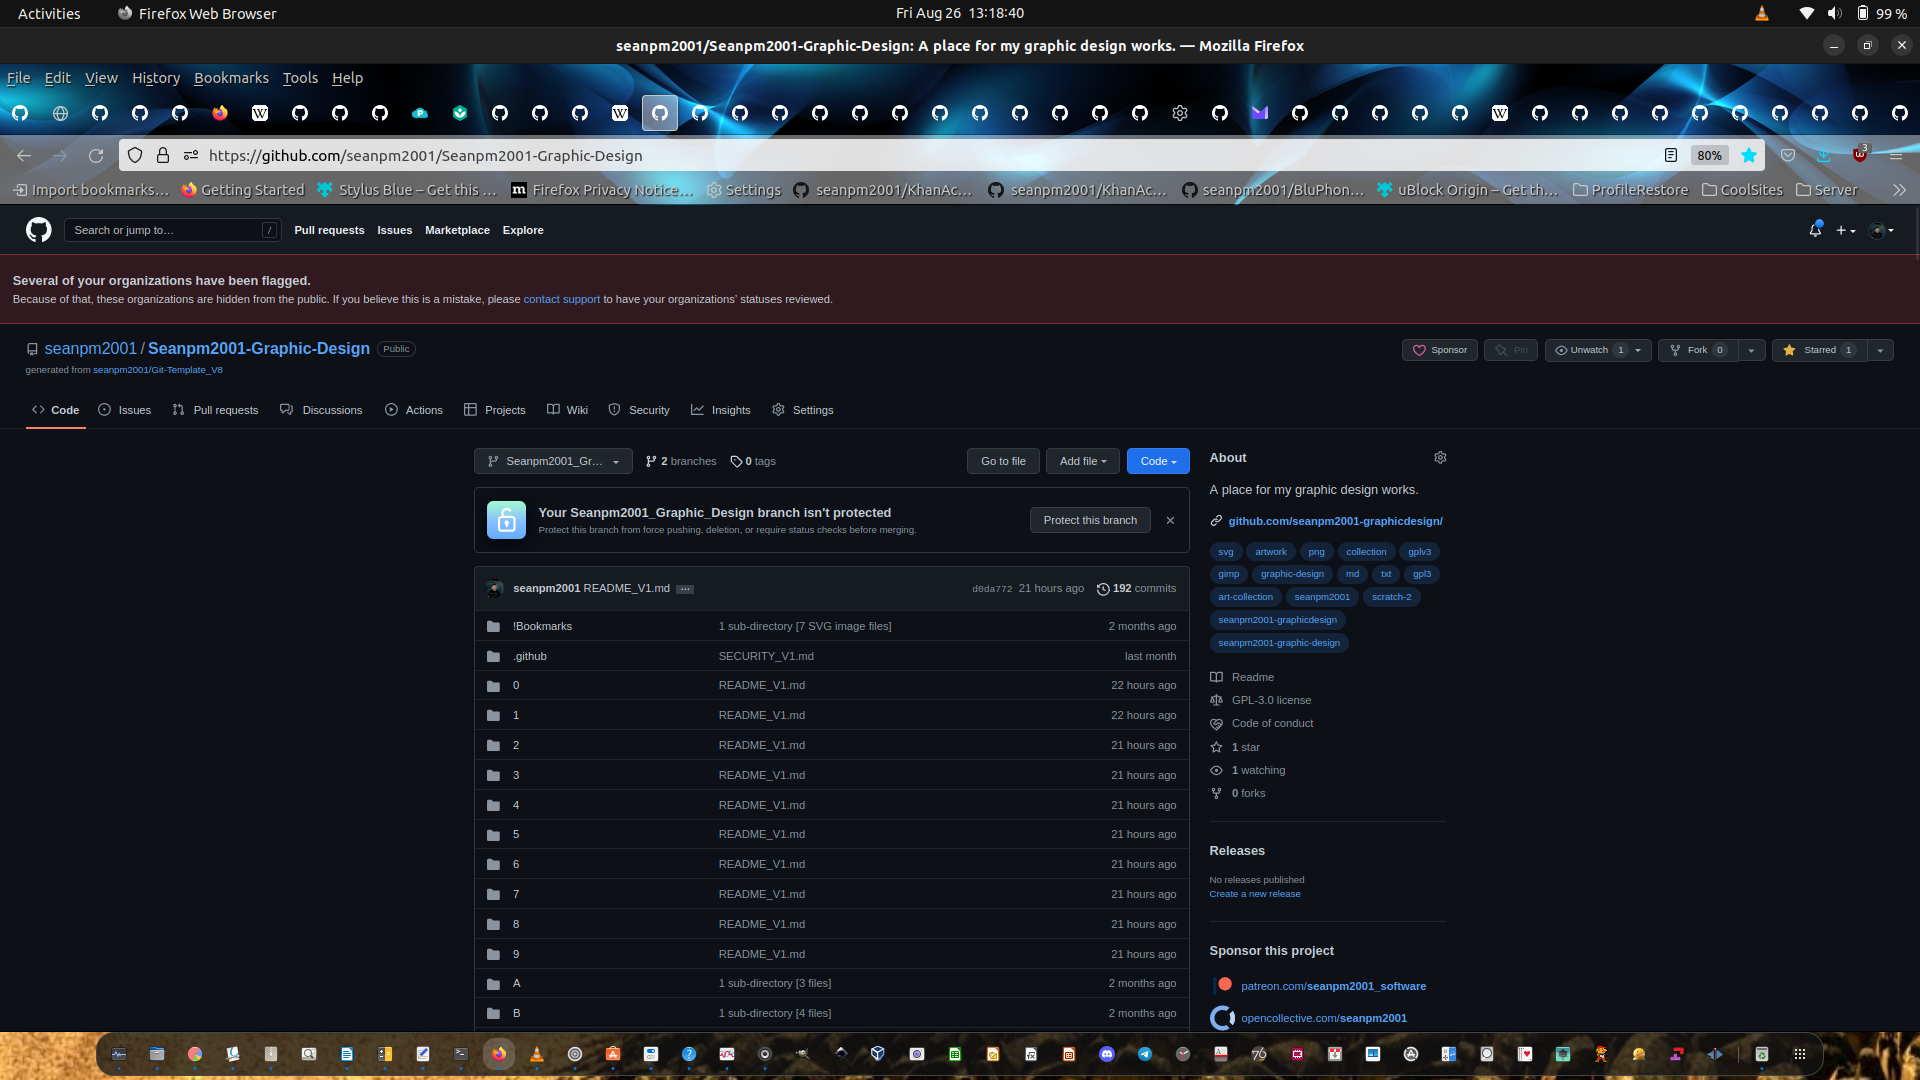 Activities
Firefox Web Browser
Fri Aug 26 13:18:40
99 %
seanpm2001/Seanpm2001-Graphic-Design: A place for my graphic design works. — Mozilla Firefox
File Edit View History Bookmarks Tools Help
https://github.com/seanpm2001/Seanpm2001-Graphic-Design
80%
3
Import bookmarks… Getting Started Stylus Blue – Get this … Firefox Privacy Notice… Settings seanpm2001/KhanAc… seanpm2001/KhanAc… seanpm2001/BluPhon… uBlock Origin – Get th… ProfileRestore CoolSites Server
Search or jump to… /
Pull requests Issues Marketplace Explore
Several of your organizations have been flagged.
Because of that, these organizations are hidden from the public. If you believe this is a mistake, please contact support to have your organizations' statuses reviewed.
seanpm2001 / Seanpm2001-Graphic-Design Public
Sponsor Pin Unwatch 1 Fork 0 Starred 1
generated from seanpm2001/Git-Template_V8
Code Issues Pull requests Discussions Actions Projects Wiki Security Insights Settings
Seanpm2001_Gr… 2 branches 0 tags
Go to file Add file Code
Your Seanpm2001_Graphic_Design branch isn't protected
Protect this branch from force pushing, deletion, or require status checks before merging.
Protect this branch
seanpm2001 README_V1.md … d0da772 21 hours ago 192 commits
!Bookmarks 1 sub-directory [7 SVG image files] 2 months ago
.github SECURITY_V1.md last month
0 README_V1.md 22 hours ago
1 README_V1.md 22 hours ago
2 README_V1.md 21 hours ago
3 README_V1.md 21 hours ago
4 README_V1.md 21 hours ago
5 README_V1.md 21 hours ago
6 README_V1.md 21 hours ago
7 README_V1.md 21 hours ago
8 README_V1.md 21 hours ago
9 README_V1.md 21 hours ago
A 1 sub-directory [3 files] 2 months ago
B 1 sub-directory [4 files] 2 months ago
About
A place for my graphic design works.
github.com/seanpm2001-graphicdesign/
svg artwork png collection gplv3
gimp graphic-design md txt gpl3
art-collection seanpm2001 scratch-2
seanpm2001-graphicdesign
seanpm2001-graphic-design
Readme
GPL-3.0 license
Code of conduct
1 star
1 watching
0 forks
Releases
No releases published
Create a new release
Sponsor this project
patreon.com/seanpm2001_software
opencollective.com/seanpm2001